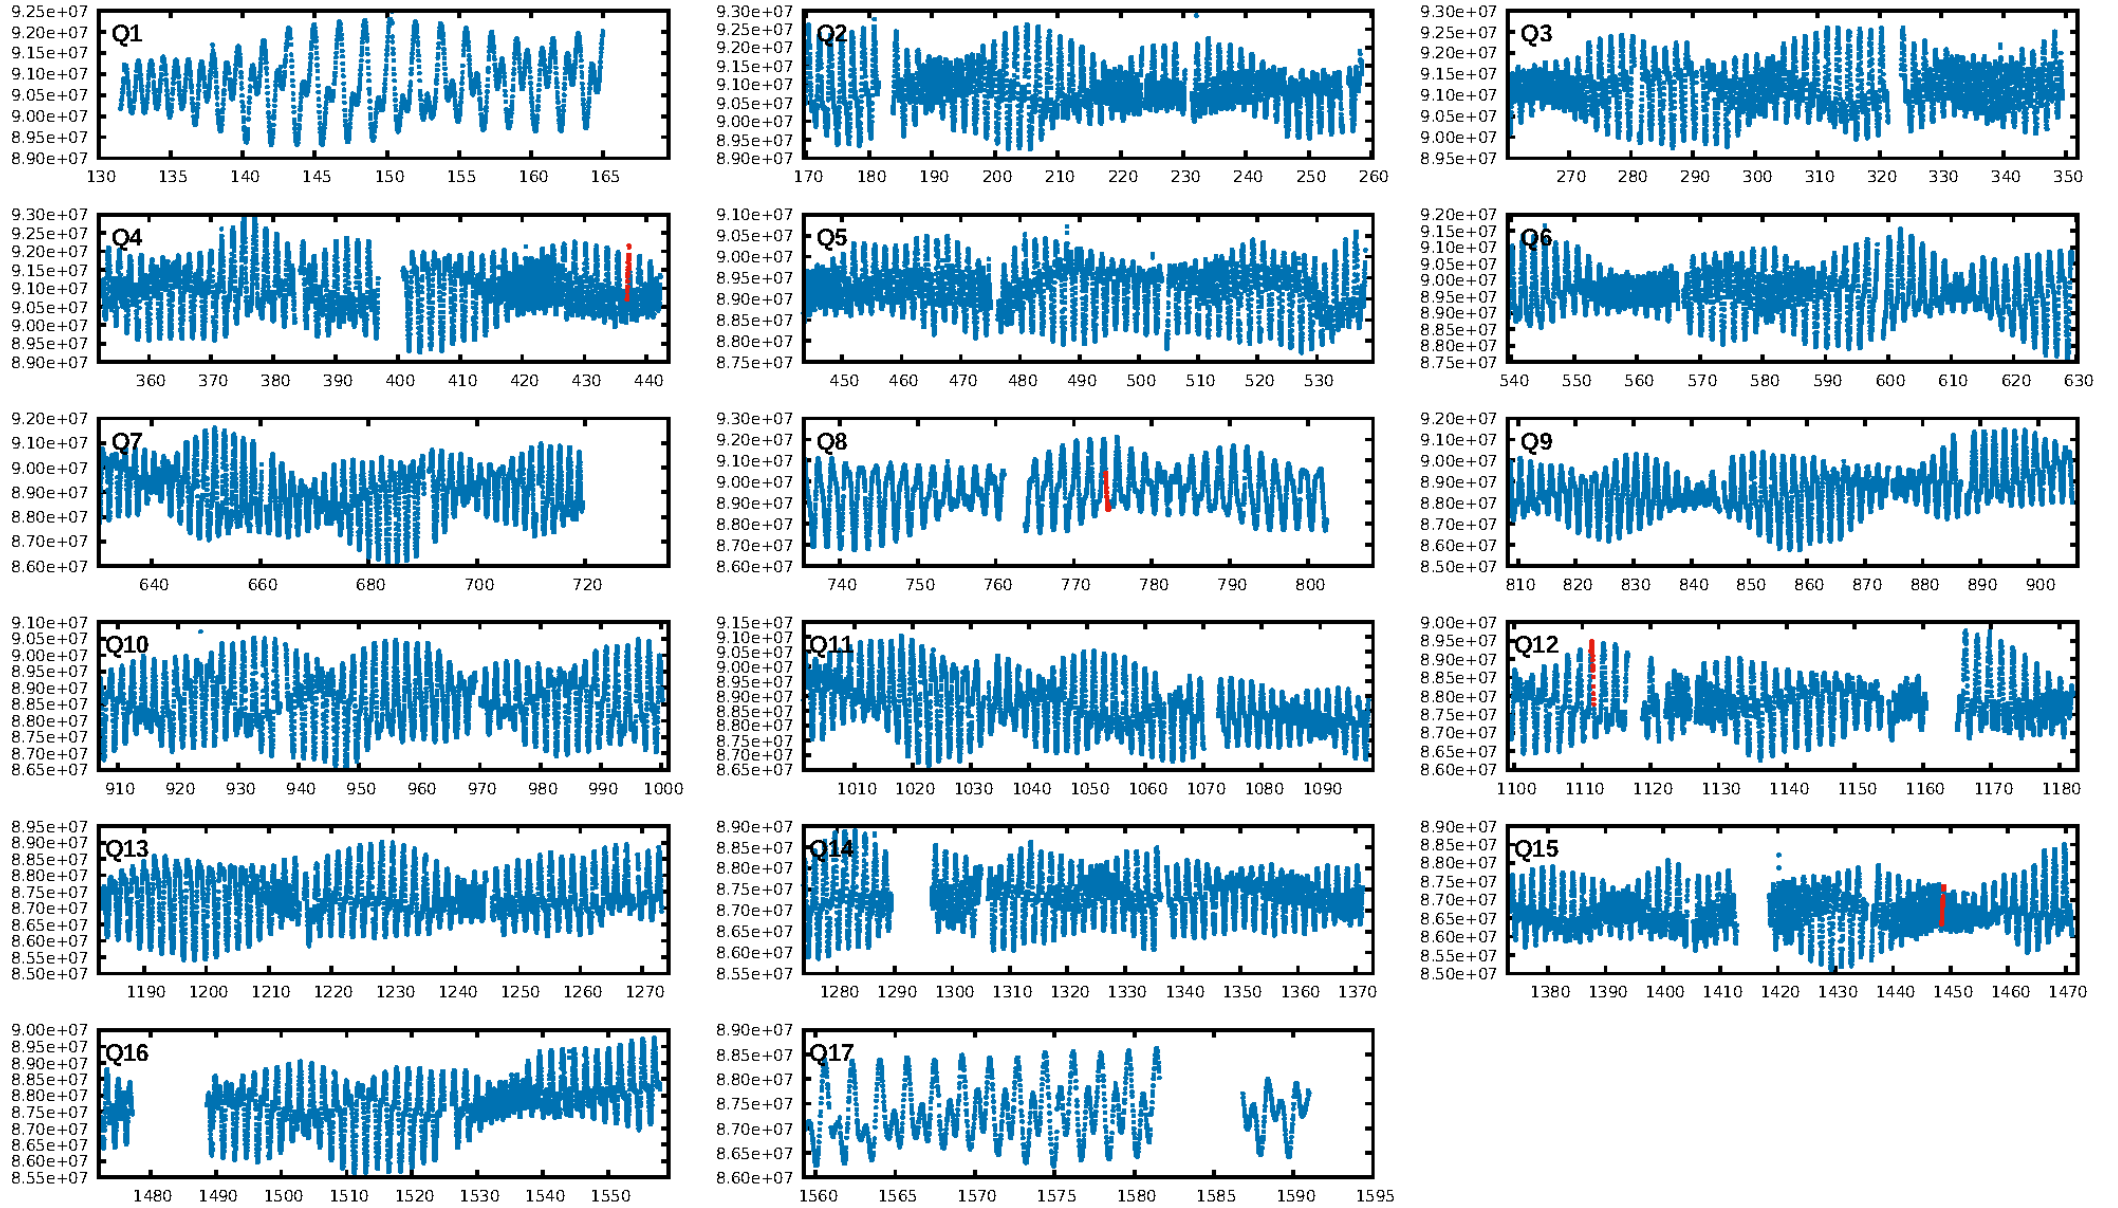 9.25e+07
9.20e+07
9.15e+07
9.10e+07
9.05e+07
9.00e+07
8.95e+07
8.90e+07
Q1
130 135 140 145 150 155 160 165
9.30e+07
9.25e+07
9.20e+07
9.15e+07
9.10e+07
9.05e+07
9.00e+07
8.95e+07
8.90e+07
Q2
170 180 190 200 210 220 230 240 250 260
9.30e+07
9.25e+07
9.20e+07
9.15e+07
9.10e+07
9.05e+07
9.00e+07
8.95e+07
Q3
270 280 290 300 310 320 330 340 350
9.30e+07
9.25e+07
9.20e+07
9.15e+07
9.10e+07
9.05e+07
9.00e+07
8.95e+07
8.90e+07
Q4
360 370 380 390 400 410 420 430 440
9.10e+07
9.05e+07
9.00e+07
8.95e+07
8.90e+07
8.85e+07
8.80e+07
8.75e+07
Q5
450 460 470 480 490 500 510 520 530
9.20e+07
9.15e+07
9.10e+07
9.05e+07
9.00e+07
8.95e+07
8.90e+07
8.85e+07
8.80e+07
8.75e+07
Q6
540 550 560 570 580 590 600 610 620 630
9.20e+07
9.10e+07
9.00e+07
8.90e+07
8.80e+07
8.70e+07
8.60e+07
Q7
640 660 680 700 720
9.30e+07
9.20e+07
9.10e+07
9.00e+07
8.90e+07
8.80e+07
8.70e+07
8.60e+07
Q8
740 750 760 770 780 790 800
9.20e+07
9.10e+07
9.00e+07
8.90e+07
8.80e+07
8.70e+07
8.60e+07
8.50e+07
Q9
810 820 830 840 850 860 870 880 890 900
9.10e+07
9.05e+07
9.00e+07
8.95e+07
8.90e+07
8.85e+07
8.80e+07
8.75e+07
8.70e+07
8.65e+07
Q10
910 920 930 940 950 960 970 980 990 1000
9.15e+07
9.10e+07
9.05e+07
9.00e+07
8.95e+07
8.90e+07
8.85e+07
8.80e+07
8.75e+07
8.70e+07
8.65e+07
Q11
1010 1020 1030 1040 1050 1060 1070 1080 1090
9.00e+07
8.95e+07
8.90e+07
8.85e+07
8.80e+07
8.75e+07
8.70e+07
8.65e+07
8.60e+07
Q12
1100 1110 1120 1130 1140 1150 1160 1170 1180
8.95e+07
8.90e+07
8.85e+07
8.80e+07
8.75e+07
8.70e+07
8.65e+07
8.60e+07
8.55e+07
8.50e+07
Q13
1190 1200 1210 1220 1230 1240 1250 1260 1270
8.90e+07
8.85e+07
8.80e+07
8.75e+07
8.70e+07
8.65e+07
8.60e+07
8.55e+07
Q14
1280 1290 1300 1310 1320 1330 1340 1350 1360 1370
8.90e+07
8.85e+07
8.80e+07
8.75e+07
8.70e+07
8.65e+07
8.60e+07
8.55e+07
8.50e+07
Q15
1380 1390 1400 1410 1420 1430 1440 1450 1460 1470
9.00e+07
8.95e+07
8.90e+07
8.85e+07
8.80e+07
8.75e+07
8.70e+07
8.65e+07
8.60e+07
8.55e+07
Q16
1480 1490 1500 1510 1520 1530 1540 1550
8.90e+07
8.85e+07
8.80e+07
8.75e+07
8.70e+07
8.65e+07
8.60e+07
Q17
1560 1565 1570 1575 1580 1585 1590 1595